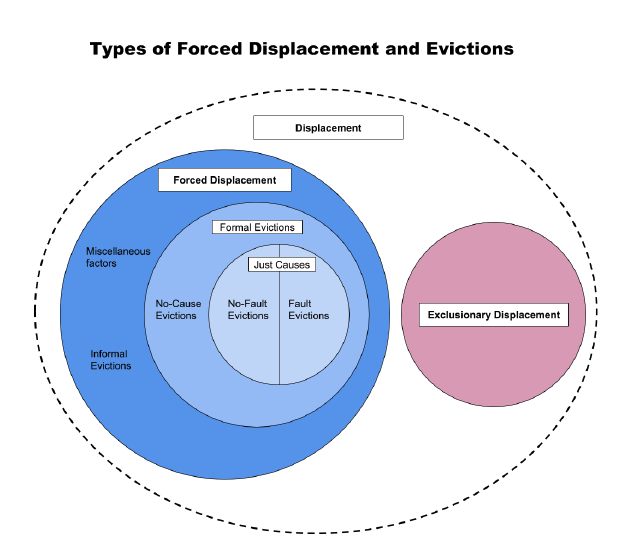 Types of Forced Displacement and Evictions
Displacement
Forced Displacement
Formal Evictions
Miscellaneous
factors
Just Causes
No-Cause
Evictions
No-Fault
Evictions
Fault
Evictions
Exclusionary Displacement
Informal
Evictions